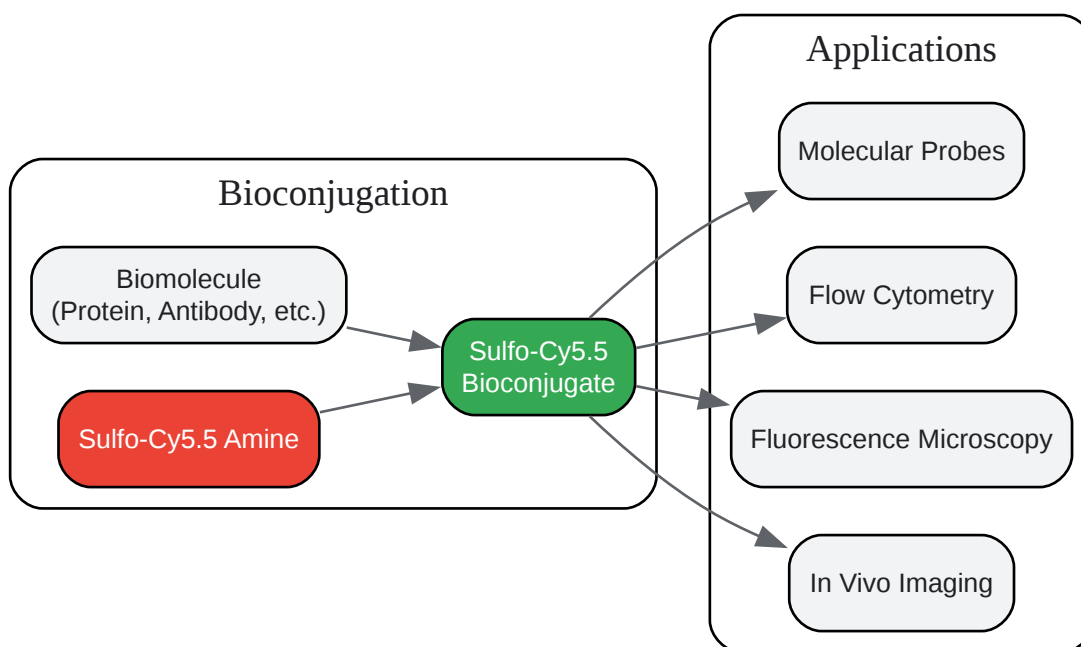 Bioconjugation
Biomolecule
(Protein, Antibody, etc.)
Sulfo-Cy5.5 Amine
Sulfo-Cy5.5
Bioconjugate
Applications
Molecular Probes
Flow Cytometry
Fluorescence Microscopy
In Vivo Imaging